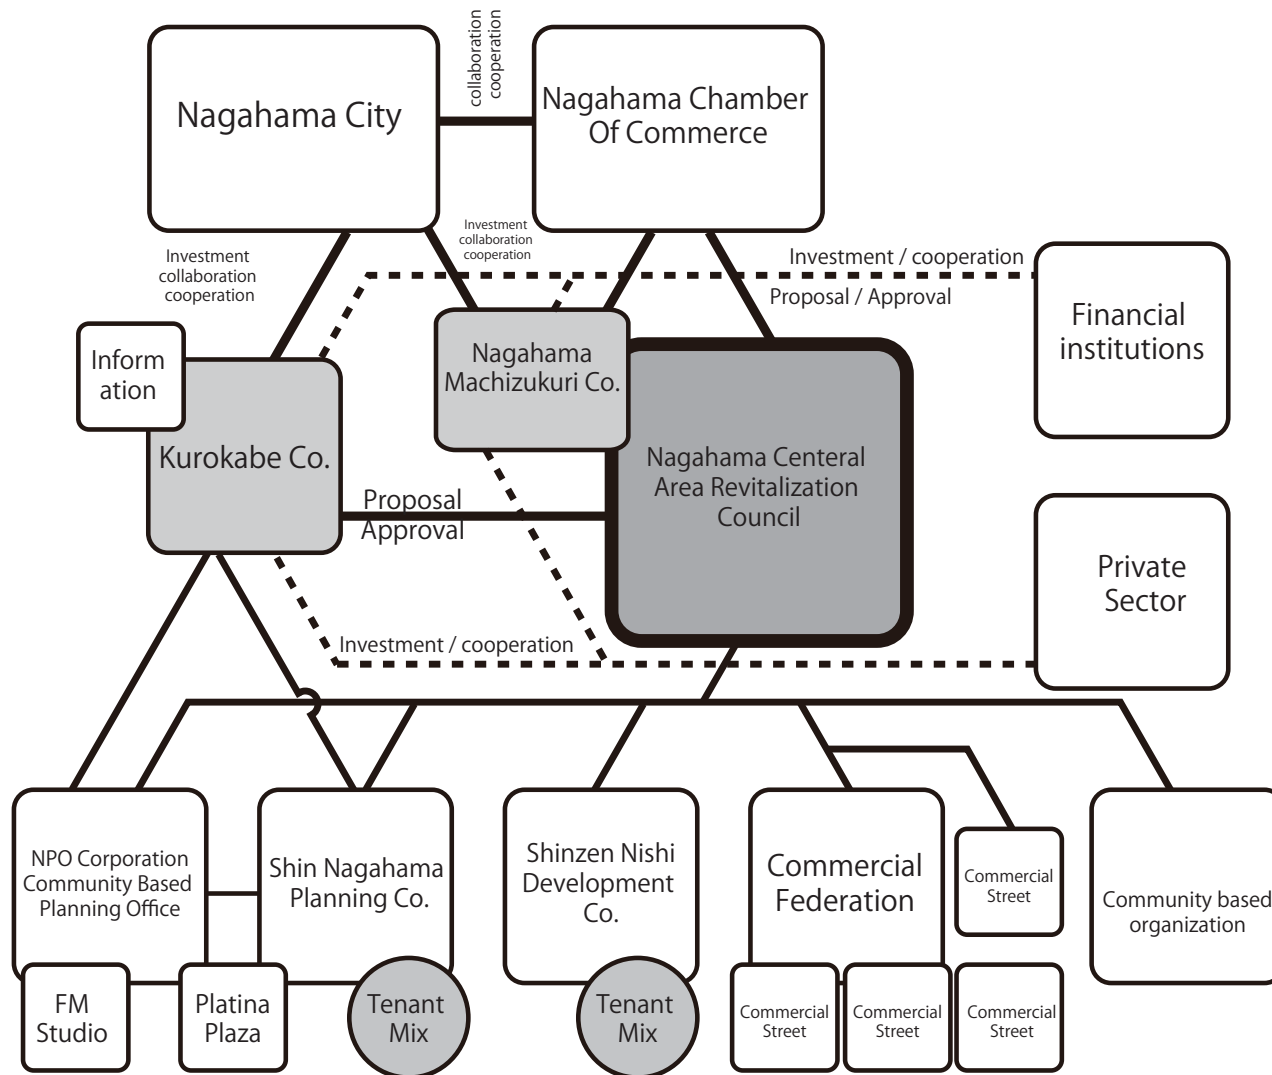 collaboration
cooperation
Nagahama City
Nagahama Chamber
Of Commerce
Investment
collaboration
cooperation
Investment
collaboration
cooperation
Investment / cooperation
Proposal / Approval
Financial
institutions
Inform
ation
Kurokabe Co.
Nagahama
Machizukuri Co.
Nagahama Centeral
Area Revitalization
Council
Proposal
Approval
Private
Sector
Investment / cooperation
NPO Corporation
Community Based
Planning Office
Shin Nagahama
Planning Co.
Shinzen Nishi
Development
Co.
Commercial
Federation
Commercial
Street
Community based
organization
FM
Studio
Platina
Plaza
Tenant
Mix
Tenant
Mix
Commercial
Street
Commercial
Street
Commercial
Street